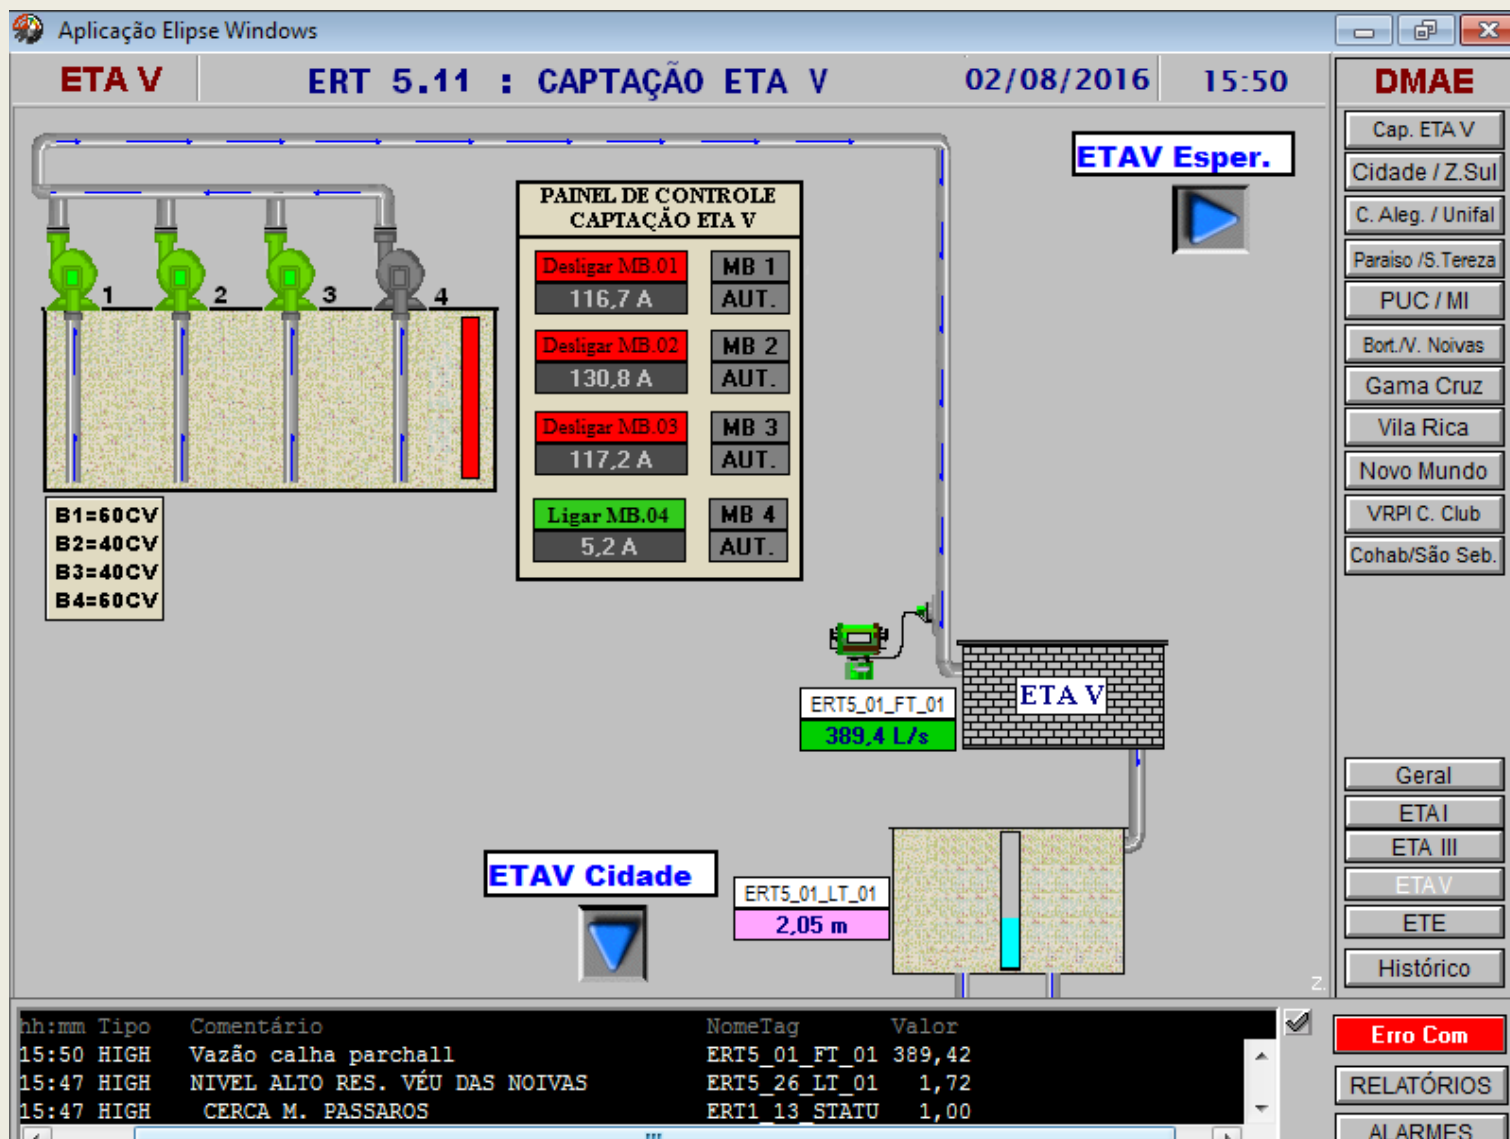 Aplicação Elipse Windows
ETA V
ERT 5.11 : CAPTAÇÃO ETA V
02/08/2016
15:50
DMAE
Cap. ETA V
Cidade / Z.Sul
C. Aleg. / Unifal
Paraiso /S.Tereza
PUC / MI
Bort./V. Noivas
Gama Cruz
Vila Rica
Novo Mundo
VRPI C. Club
Cohab/São Seb.
ETAV Esper.
PAINEL DE CONTROLE
CAPTAÇÃO ETA V
Desligar MB.01 MB 1
116,7 A AUT.
Desligar MB.02 MB 2
130,8 A AUT.
Desligar MB.03 MB 3
117,2 A AUT.
Ligar MB.04 MB 4
5,2 A AUT.
1 2 3 4
B1=60CV
B2=40CV
B3=40CV
B4=60CV
ERT5_01_FT_01
389,4 L/s
ETA V
ETAV Cidade
ERT5_01_LT_01
2,05 m
Z.
Geral
ETA I
ETA III
ETA V
ETE
Histórico
hh:mm Tipo Comentário NomeTag Valor
15:50 HIGH Vazão calha parchall ERT5_01_FT_01 389,42
15:47 HIGH NIVEL ALTO RES. VÉU DAS NOIVAS ERT5_26_LT_01 1,72
15:47 HIGH CERCA M. PASSAROS ERT1_13_STATU 1,00
Erro Com
RELATÓRIOS
ALARMES